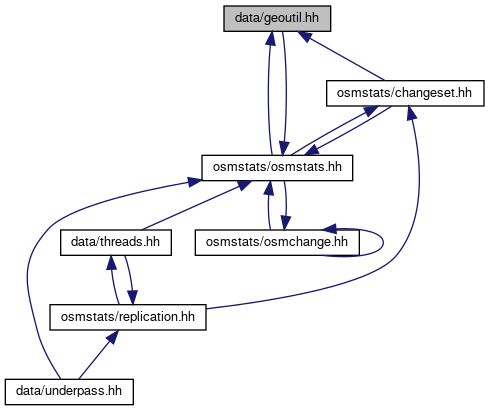 data/geoutil.hh
osmstats/changeset.hh
osmstats/osmstats.hh
data/threads.hh
osmstats/osmchange.hh
osmstats/replication.hh
data/underpass.hh